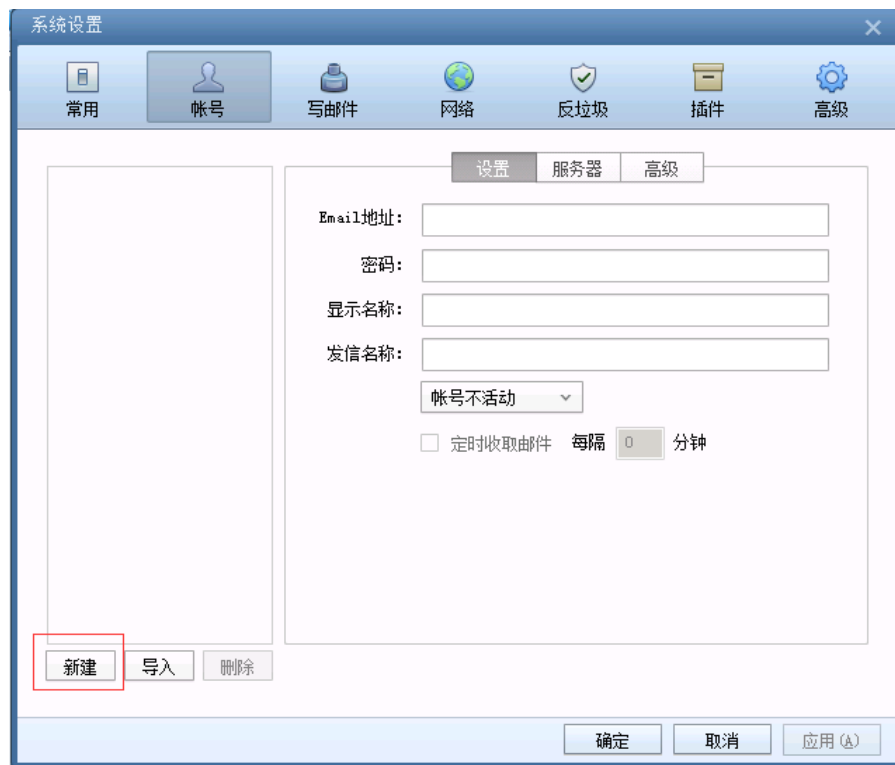 系统设置
常用 帐号 写邮件 网络 反垃圾 插件 高级
设置 服务器 高级
Email地址:
密码:
显示名称:
发信名称:
帐号不活动
定时收取邮件 每隔 0 分钟
新建 导入 删除
确定 取消 应用(A)